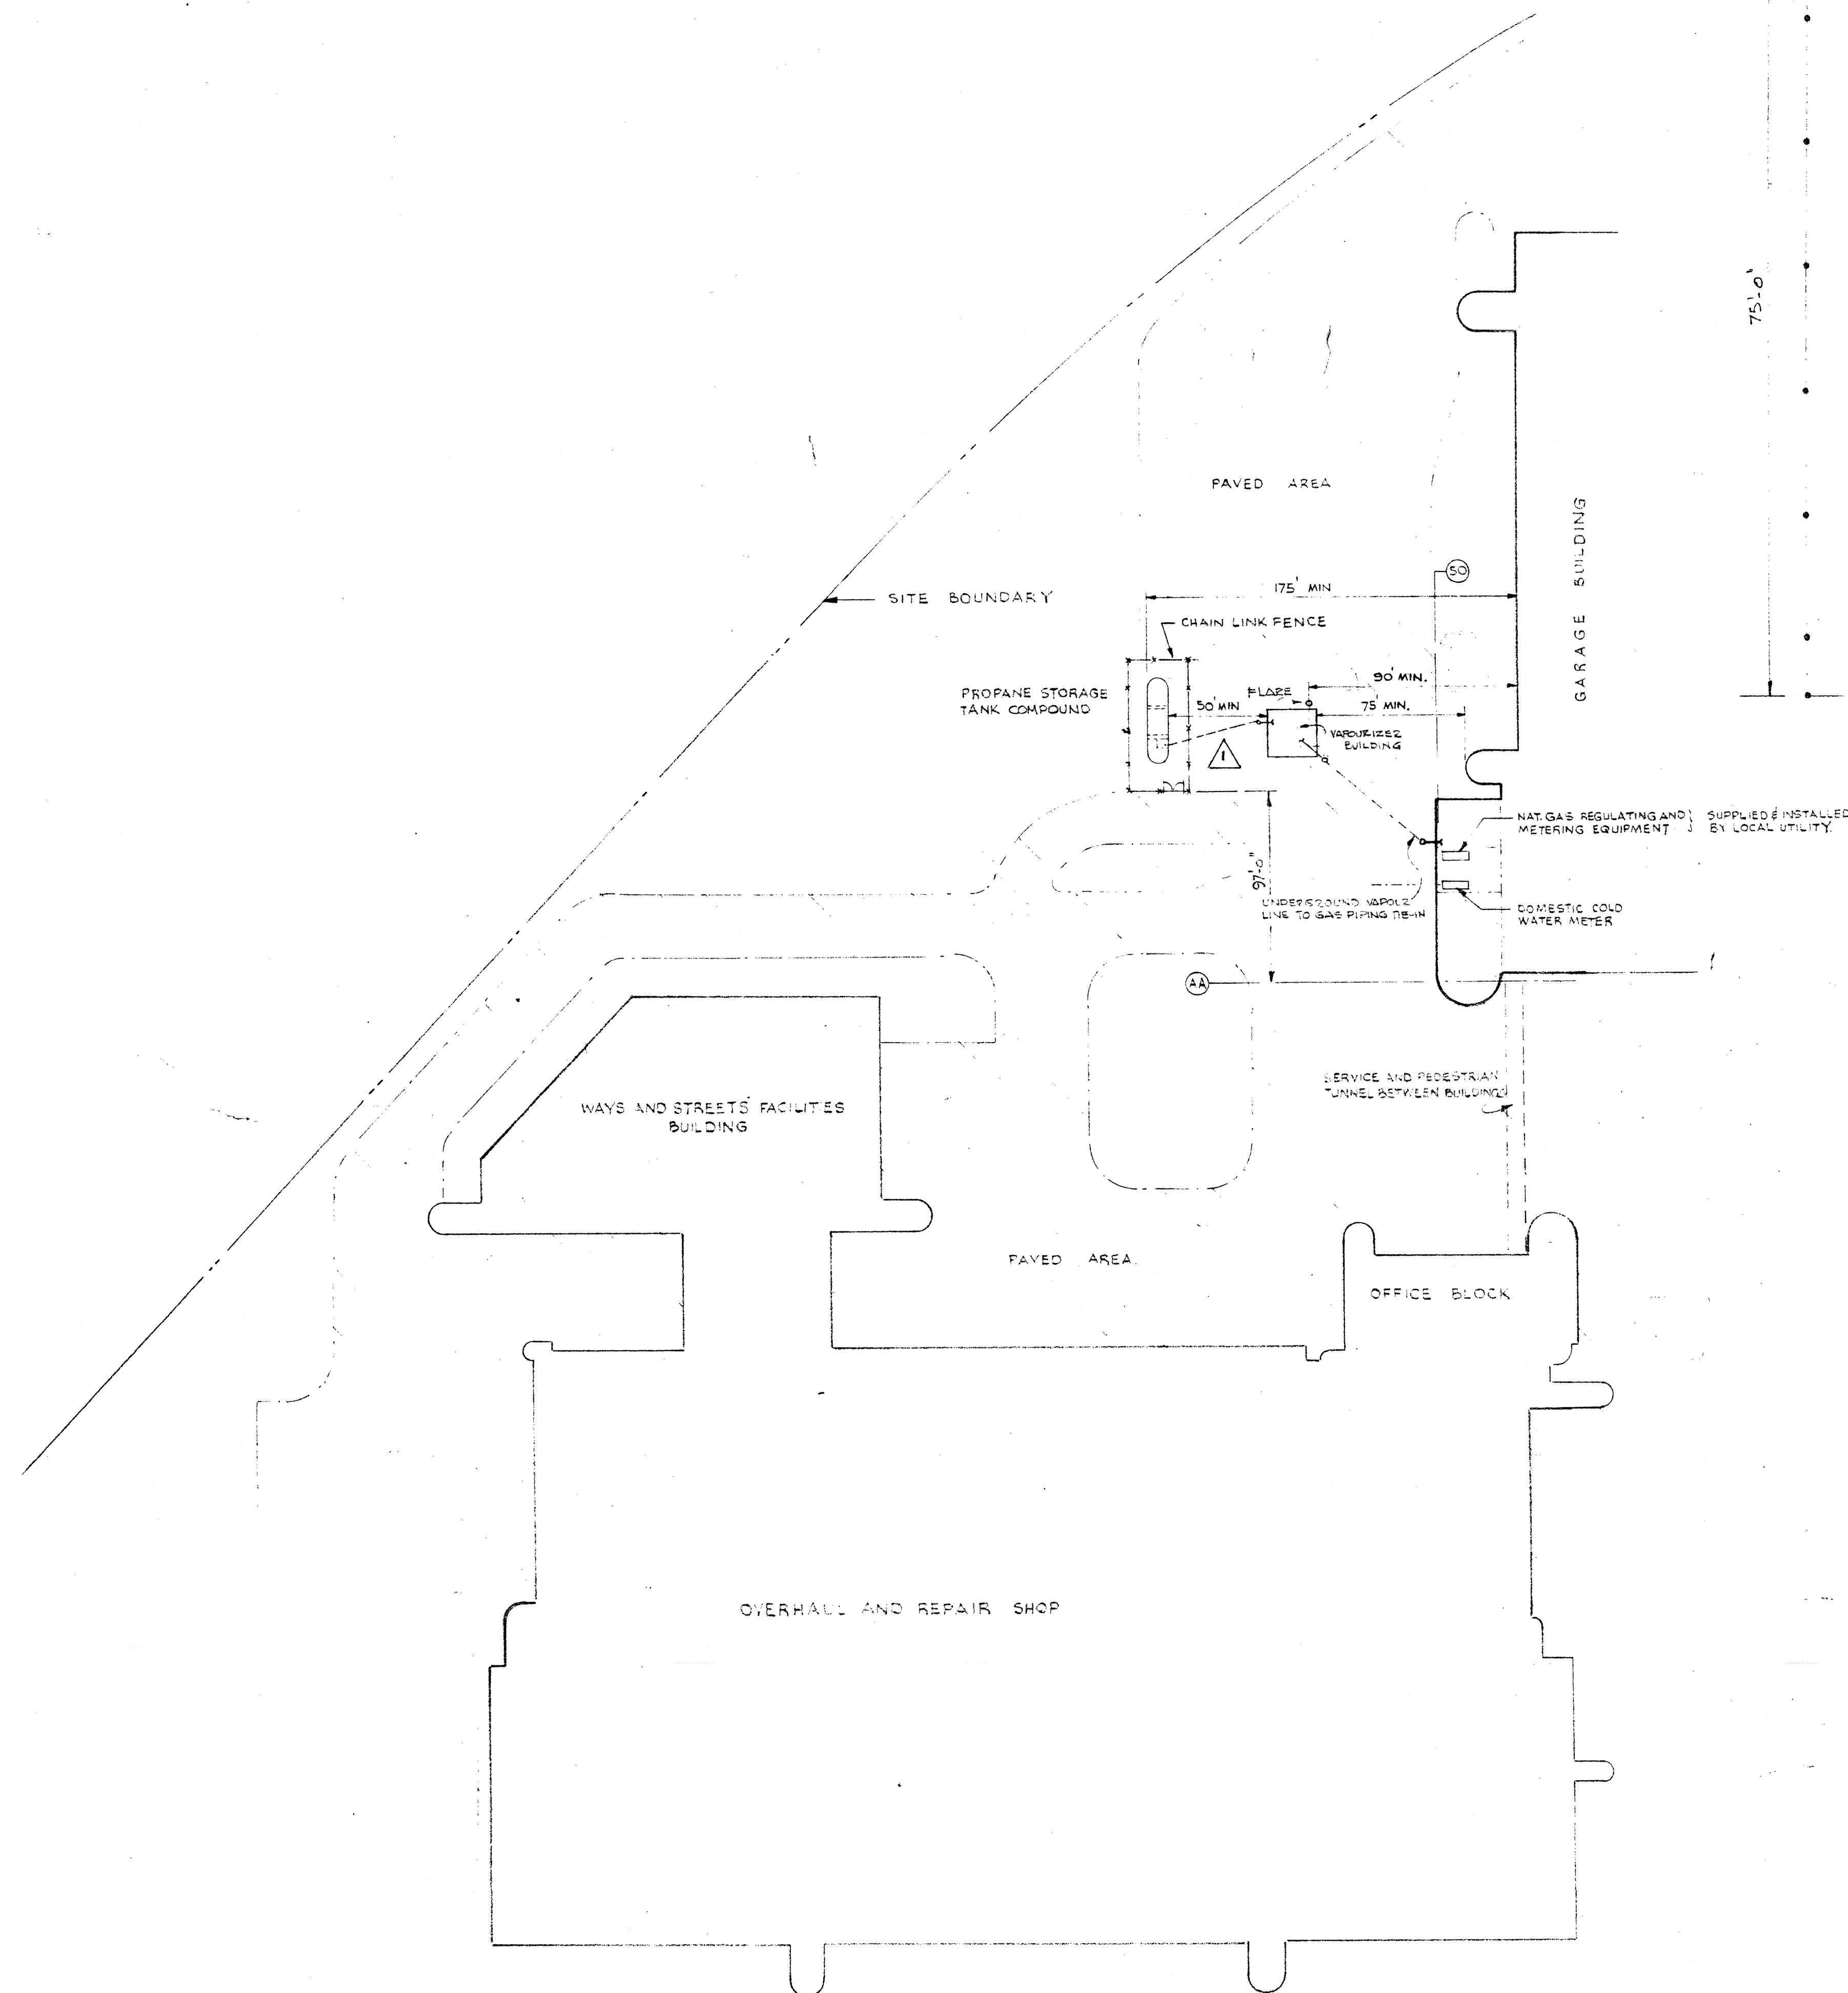 75'-0"
PAVED AREA
GARAGE BUILDING
50
175' MIN
SITE BOUNDARY
CHAIN LINK FENCE
90' MIN.
PROPANE STORAGE
TANK COMPOUND
FLARE
50' MIN
75' MIN.
VAPOURIZER
BUILDING
1
NAT. GAS REGULATING AND } SUPPLIED & INSTALLED
METERING EQUIPMENT } BY LOCAL UTILITY.
97'-0"
UNDERGROUND VAPOUR
LINE TO GAS PIPING TIE-IN
DOMESTIC COLD
WATER METER
AA
SERVICE AND PEDESTRIAN
TUNNEL BETWEEN BUILDINGS
WAYS AND STREETS' FACILITIES
BUILDING
PAVED AREA.
OFFICE BLOCK
OVERHAUL AND REPAIR SHOP